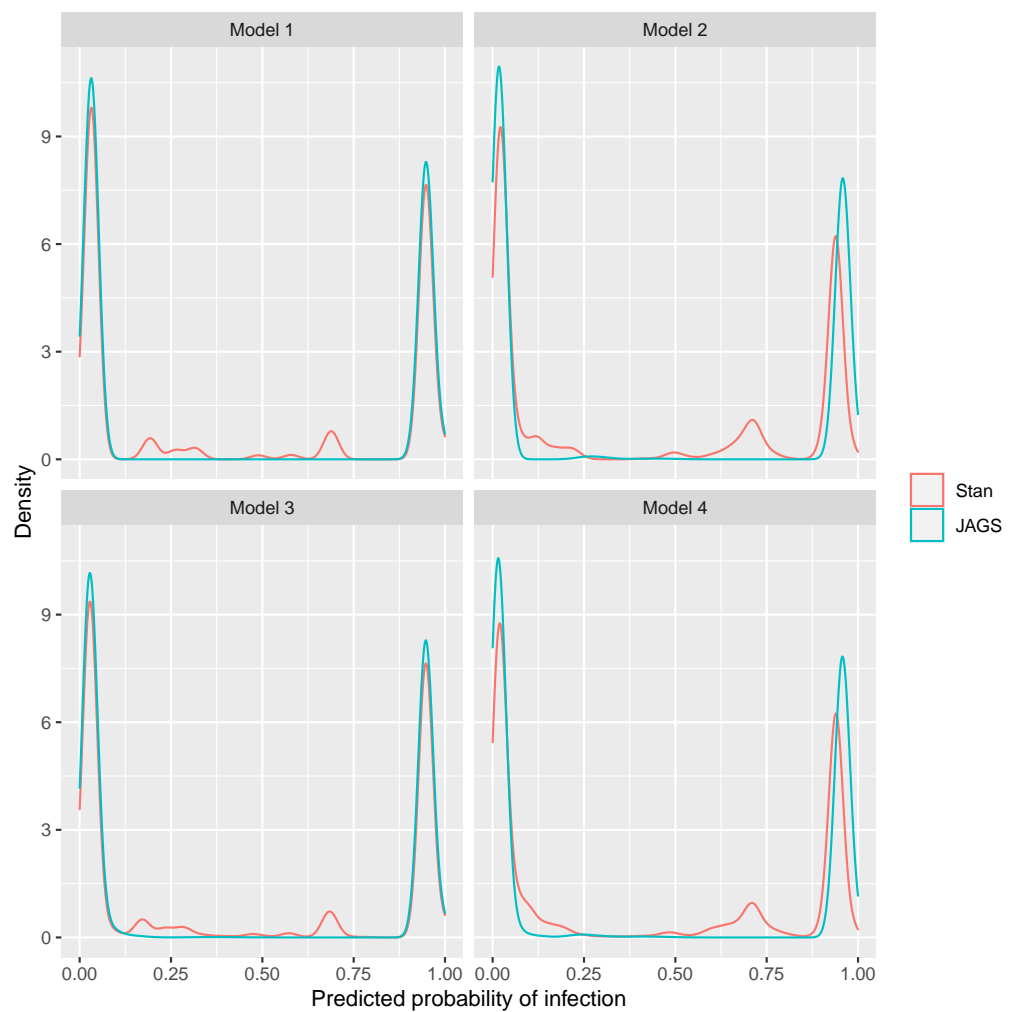 Model 1
Model 2
9
6
3
0
Model 3
Model 4
9
6
3
0
0.00 0.25 0.50 0.75 1.00 0.00 0.25 0.50 0.75 1.00
Predicted probability of infection
Density
Stan
JAGS